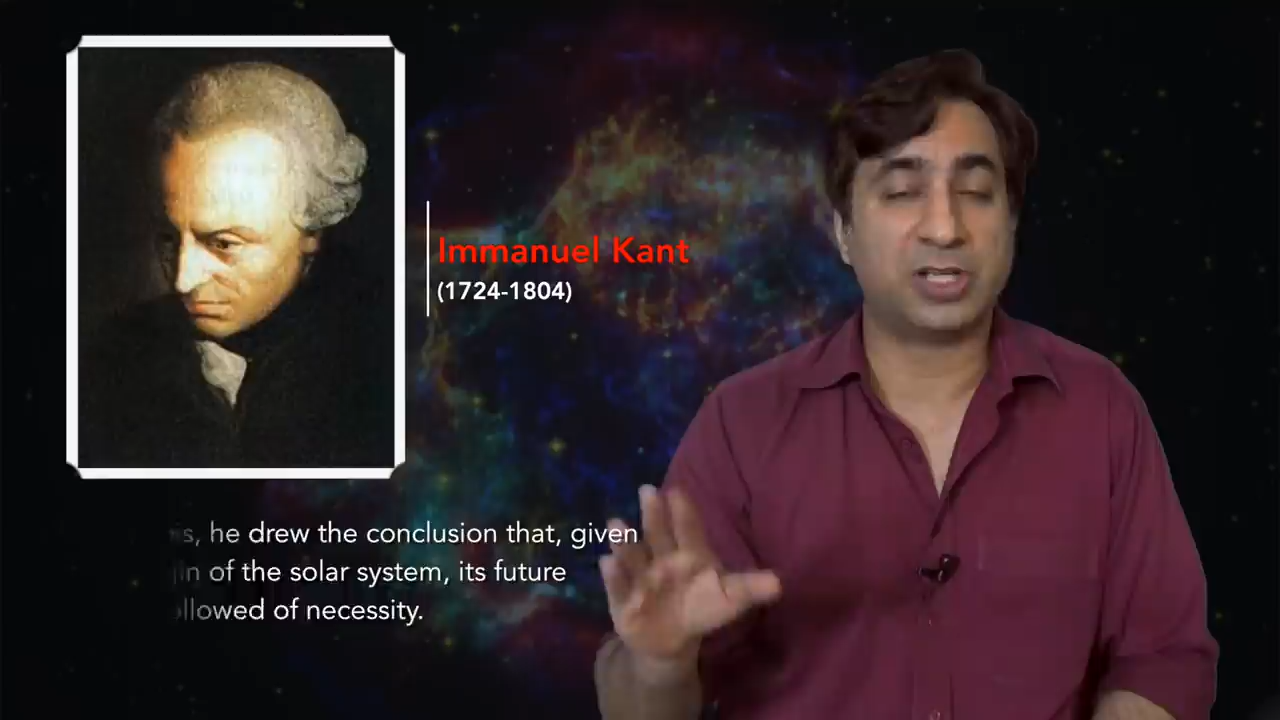 Immanuel Kant
(1724-1804)
he drew the conclusion that, given
of the solar system, its future
of necessity.